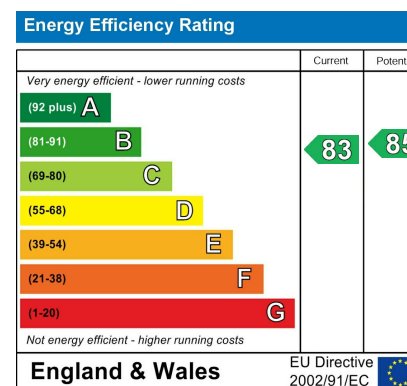 Energy Efficiency Rating
Current Potent
Very energy efficient - lower running costs
(92 plus) A
(81-91) B
(69-80) C
(55-68) D
(39-54) E
(21-38) F
(1-20) G
83
85
Not energy efficient - higher running costs
England & Wales
EU Directive
2002/91/EC